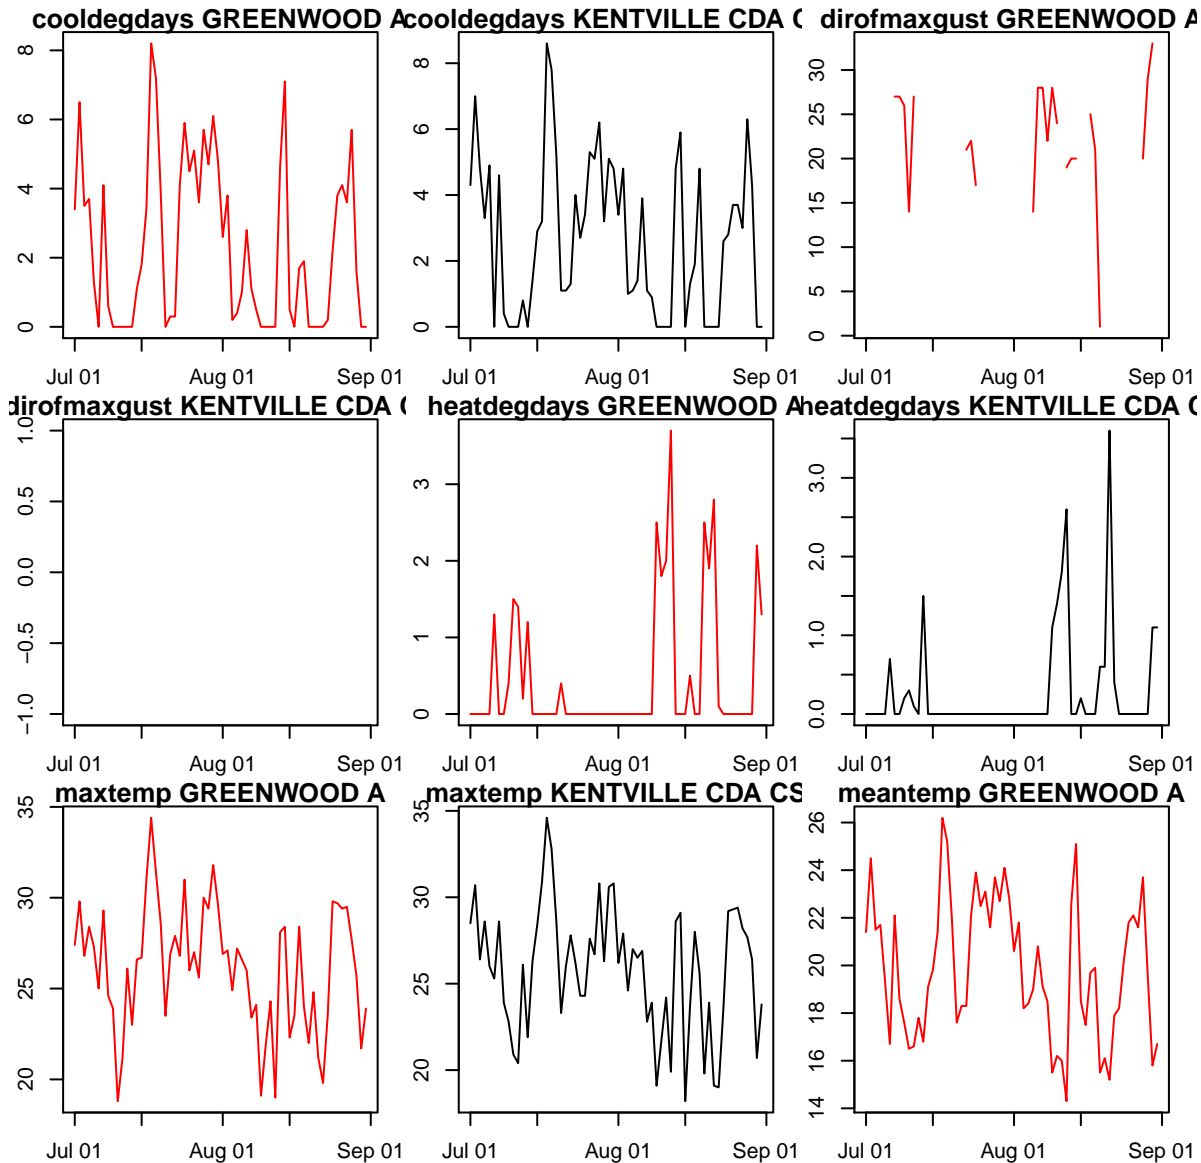 cooldegdays GREENWOOD A
8
6
4
2
0
Jul 01 Aug 01 Sep 01
cooldegdays KENTVILLE CDA C
8
6
4
2
0
Jul 01 Aug 01 Sep 01
dirofmaxgust GREENWOOD A
30
25
20
15
10
5
0
Jul 01 Aug 01 Sep 01
dirofmaxgust KENTVILLE CDA C
1.0
0.5
0.0
−0.5
−1.0
Jul 01 Aug 01 Sep 01
heatdegdays GREENWOOD A
3
2
1
0
Jul 01 Aug 01 Sep 01
heatdegdays KENTVILLE CDA C
3.0
2.0
1.0
0.0
Jul 01 Aug 01 Sep 01
maxtemp GREENWOOD A
35
30
25
20
Jul 01 Aug 01 Sep 01
maxtemp KENTVILLE CDA CS
35
30
25
20
Jul 01 Aug 01 Sep 01
meantemp GREENWOOD A
26
24
22
20
18
16
14
Jul 01 Aug 01 Sep 01